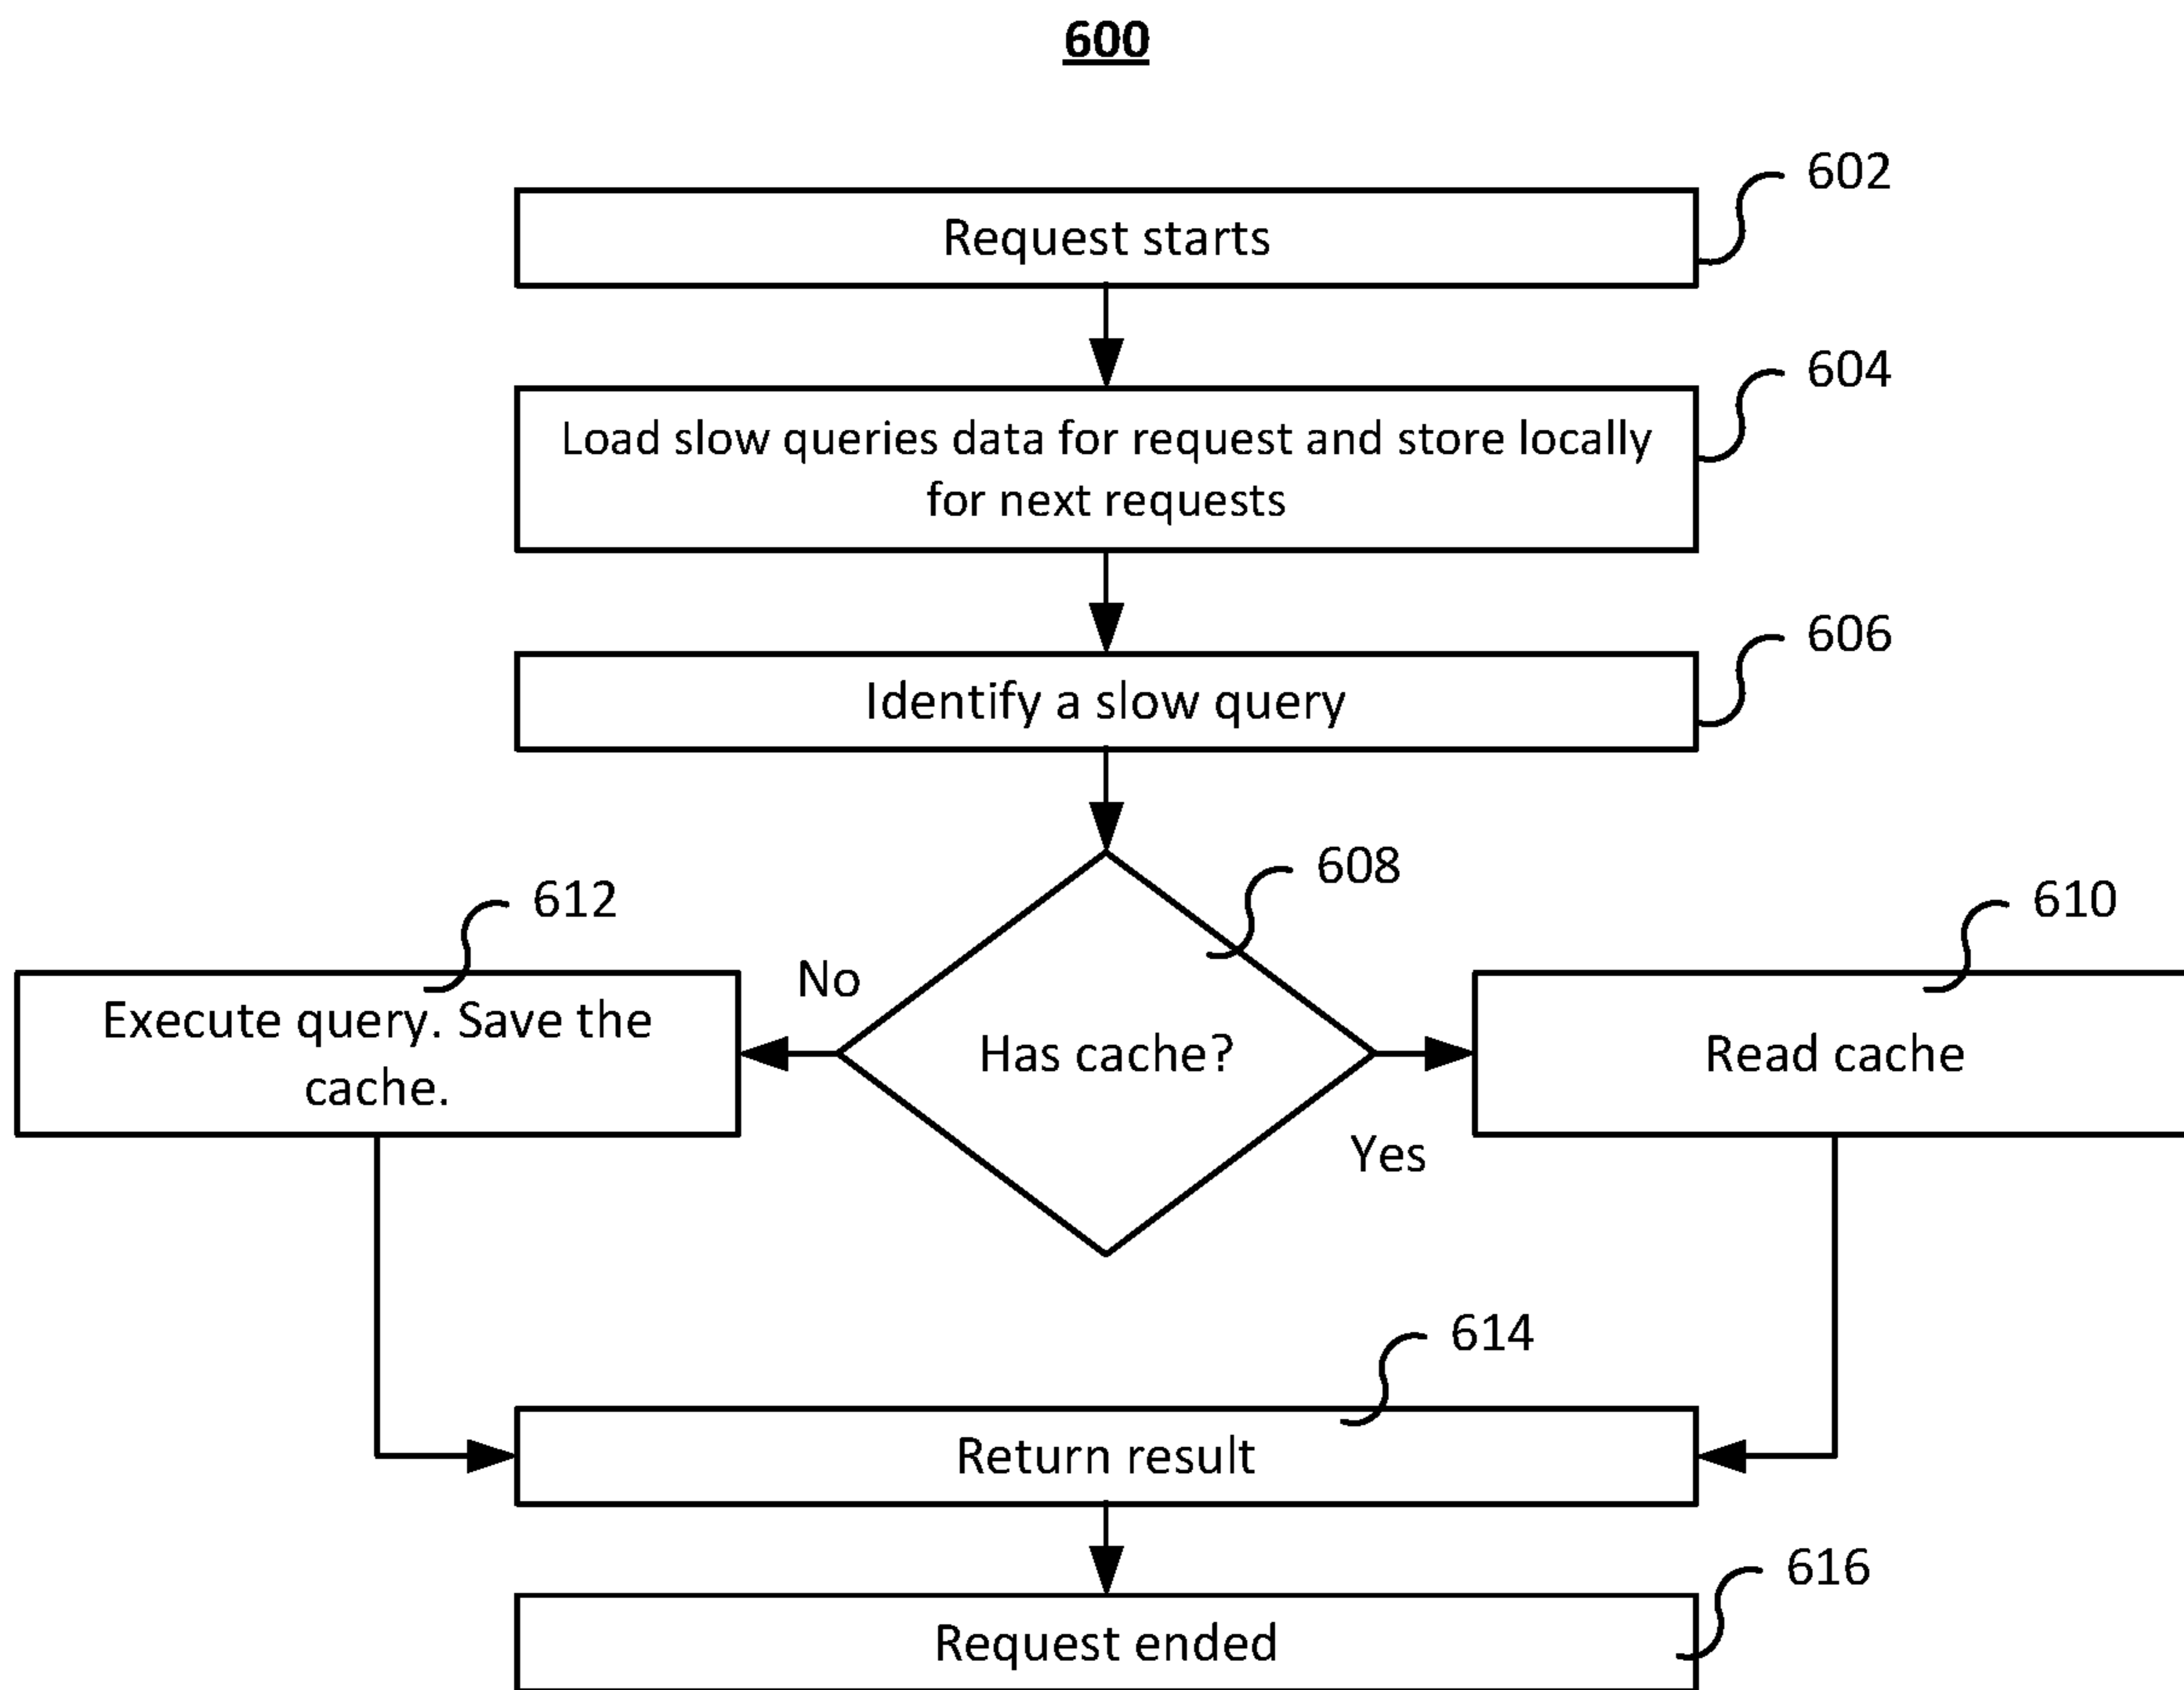 600
602
Request starts
604
Load slow queries data for request and store locally
for next requests
606
Identify a slow query
608
612
610
No
Execute query. Save the
cache.
Has cache?
Read cache
Yes
614
Return result
616
Request ended